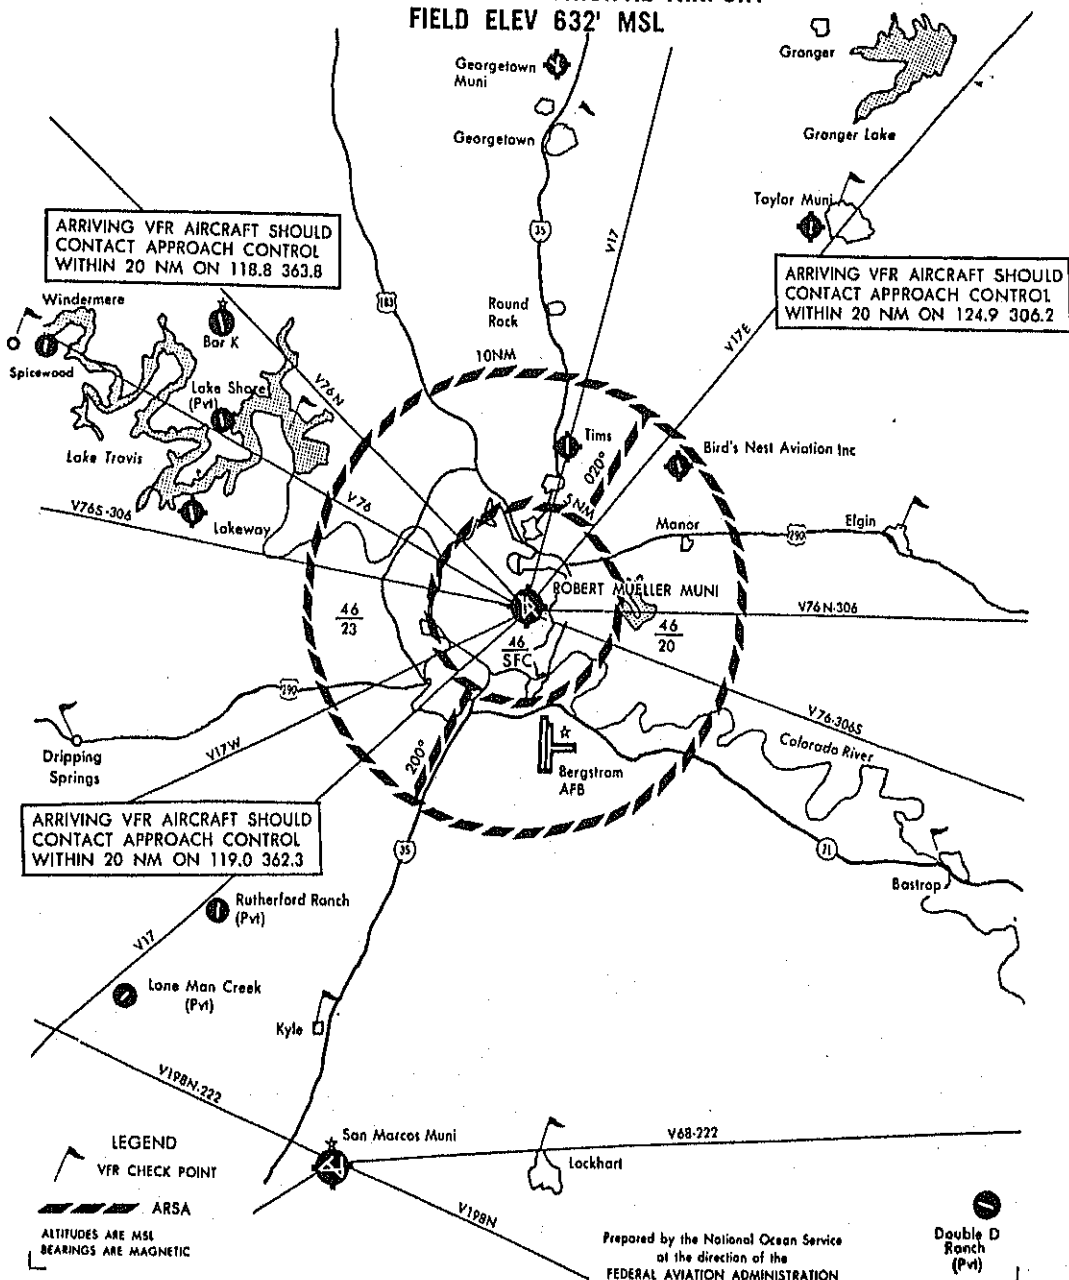 FIELD ELEV 632' MSL
Georgetown
Muni
Granger
Georgetown
Granger Lake
Taylor Muni
ARRIVING VFR AIRCRAFT SHOULD
CONTACT APPROACH CONTROL
WITHIN 20 NM ON 118.8 363.8
35
V17
ARRIVING VFR AIRCRAFT SHOULD
CONTACT APPROACH CONTROL
WITHIN 20 NM ON 124.9 306.2
Windermere
183
Round
Rock
Bar K
Spicewood
V17E
10NM
V76N
Lake Shore
(Pvt)
Tims
Bird's Nest Aviation Inc
Lake Travis
020°
V76
5NM
V76S-306
Lakeway
Manor
290
Elgin
ROBERT MUELLER MUNI
46
23
46
SFC
46
20
V76N-306
290
V76-306S
Dripping
Springs
V17W
200°
Bergstrom
AFB
Colorado River
ARRIVING VFR AIRCRAFT SHOULD
CONTACT APPROACH CONTROL
WITHIN 20 NM ON 119.0 362.3
35
71
Bastrop
Rutherford Ranch
(Pvt)
V17
Lone Man Creek
(Pvt)
Kyle
V198N-222
San Marcos Muni
V68-222
LEGEND
VFR CHECK POINT
Lockhart
ARSA
V198N
ALTITUDES ARE MSL
BEARINGS ARE MAGNETIC
Prepared by the National Ocean Service
at the direction of the
FEDERAL AVIATION ADMINISTRATION
Double D
Ranch
(Pvt)